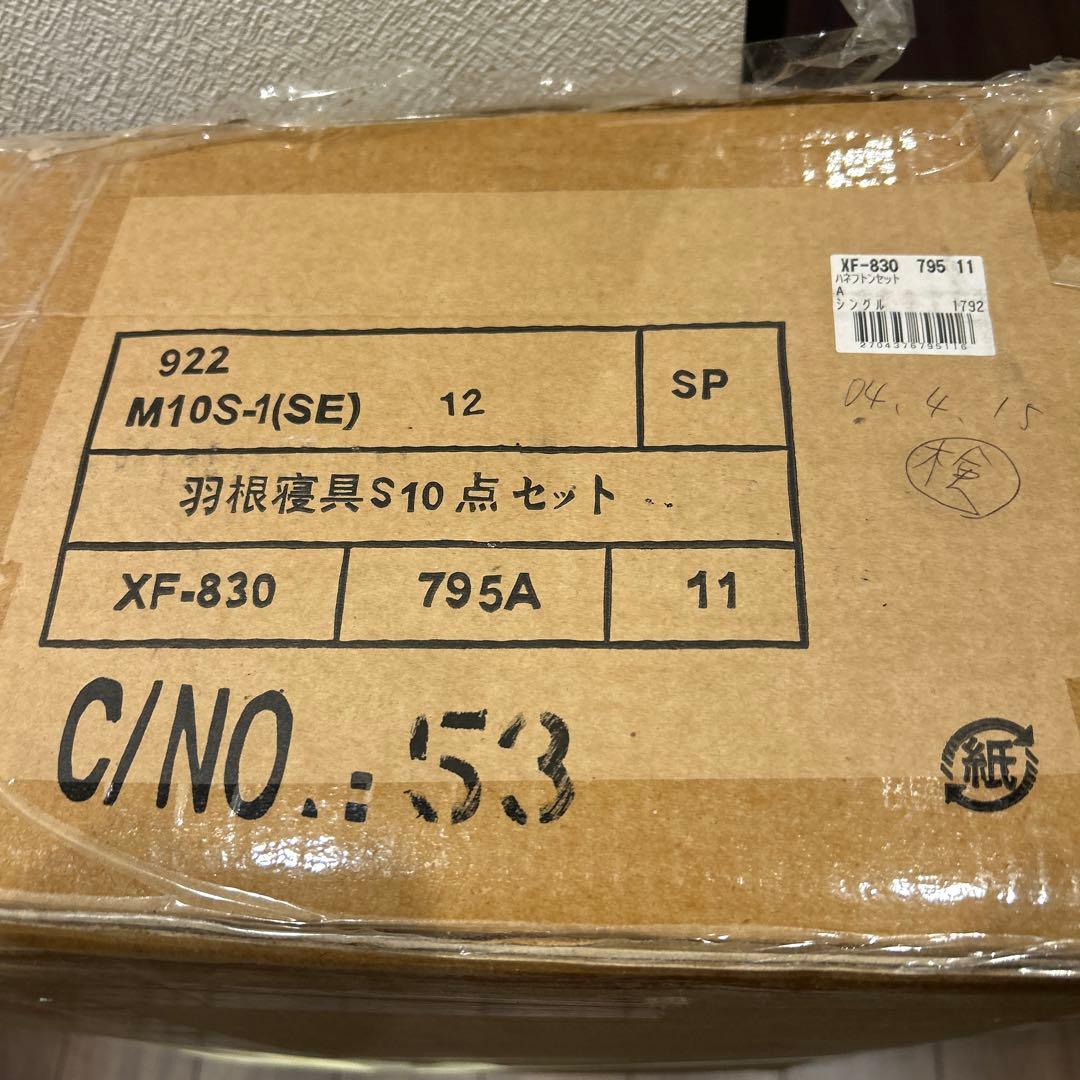 XF-830 795 11
ハネフトンセット
A
シングル 1792
2704376795116
04.4.15
検
922
M10S-1(SE) 12
SP
羽根寝具S10点セット
XF-830 795A 11
C/NO.: 53
紙